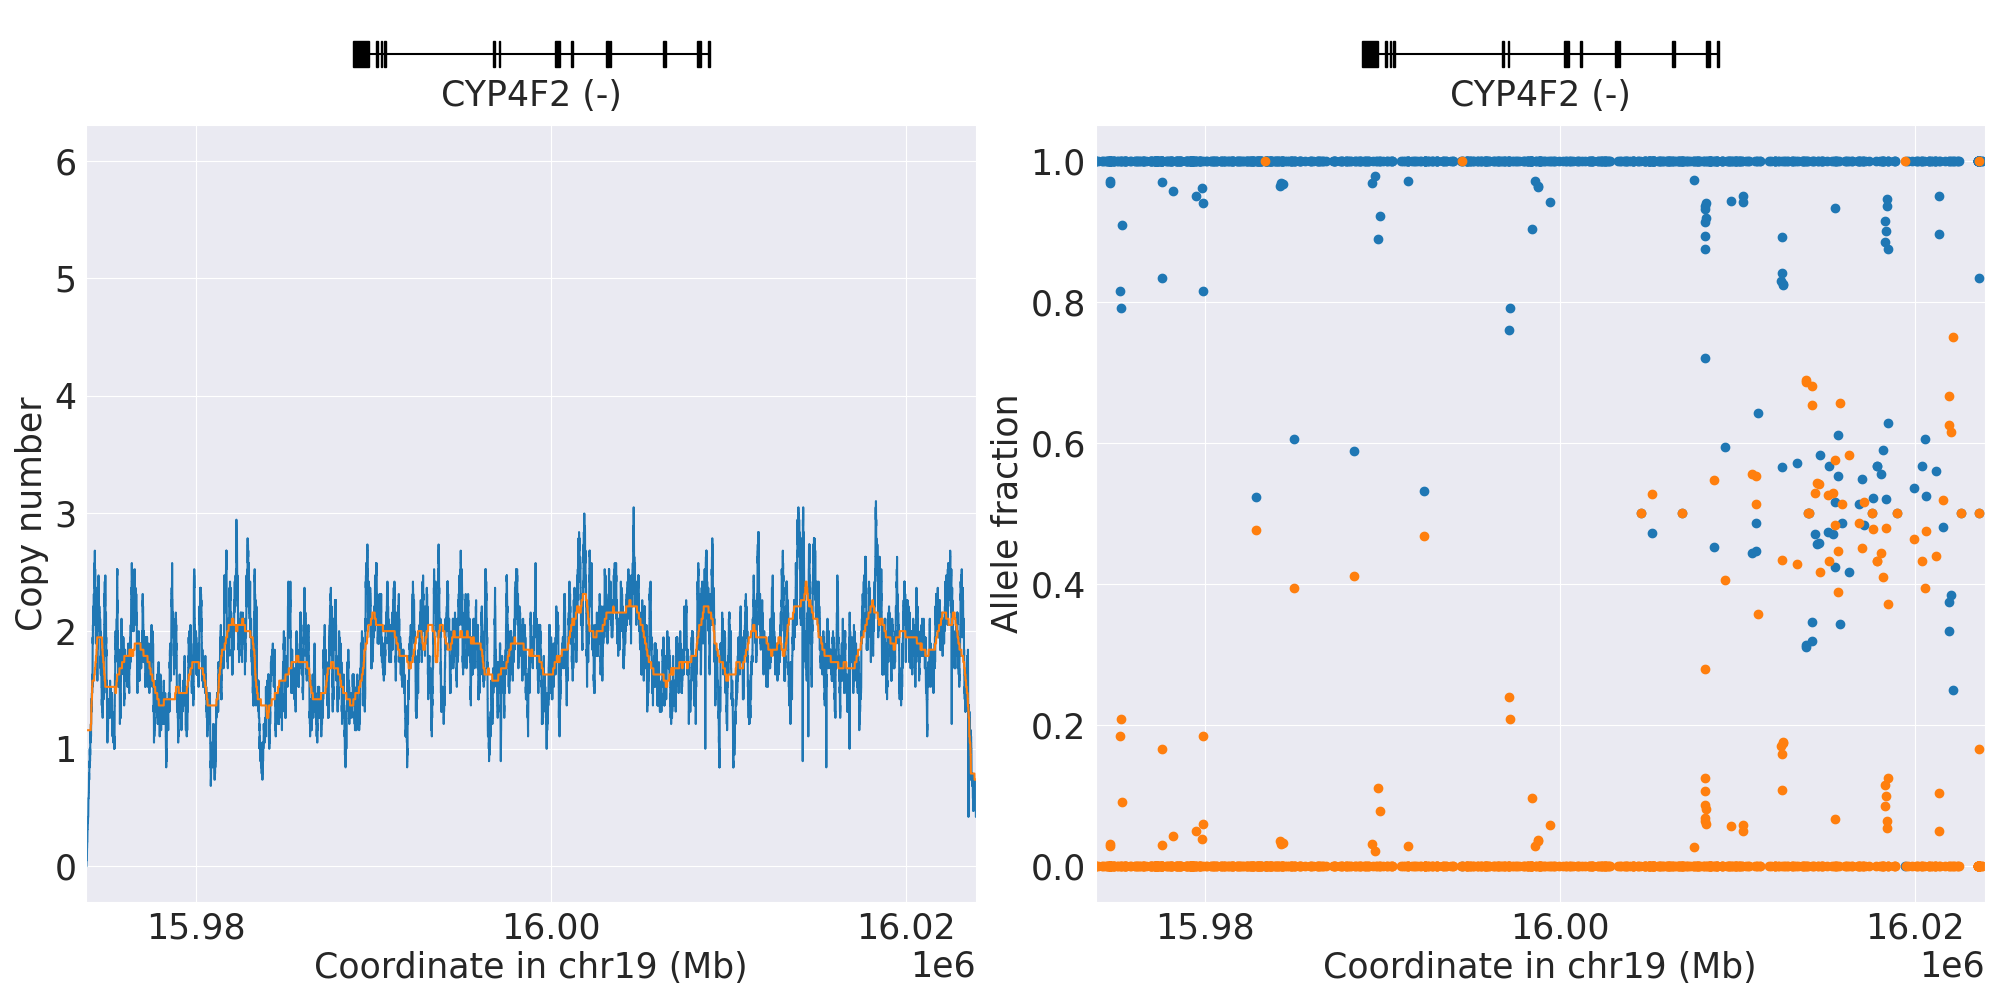 CYP4F2 (-)
Copy number
6
5
4
3
2
1
0
15.98
16.00
16.02
Coordinate in chr19 (Mb)
1e6
CYP4F2 (-)
Allele fraction
1.0
0.8
0.6
0.4
0.2
0.0
15.98
16.00
16.02
Coordinate in chr19 (Mb)
1e6